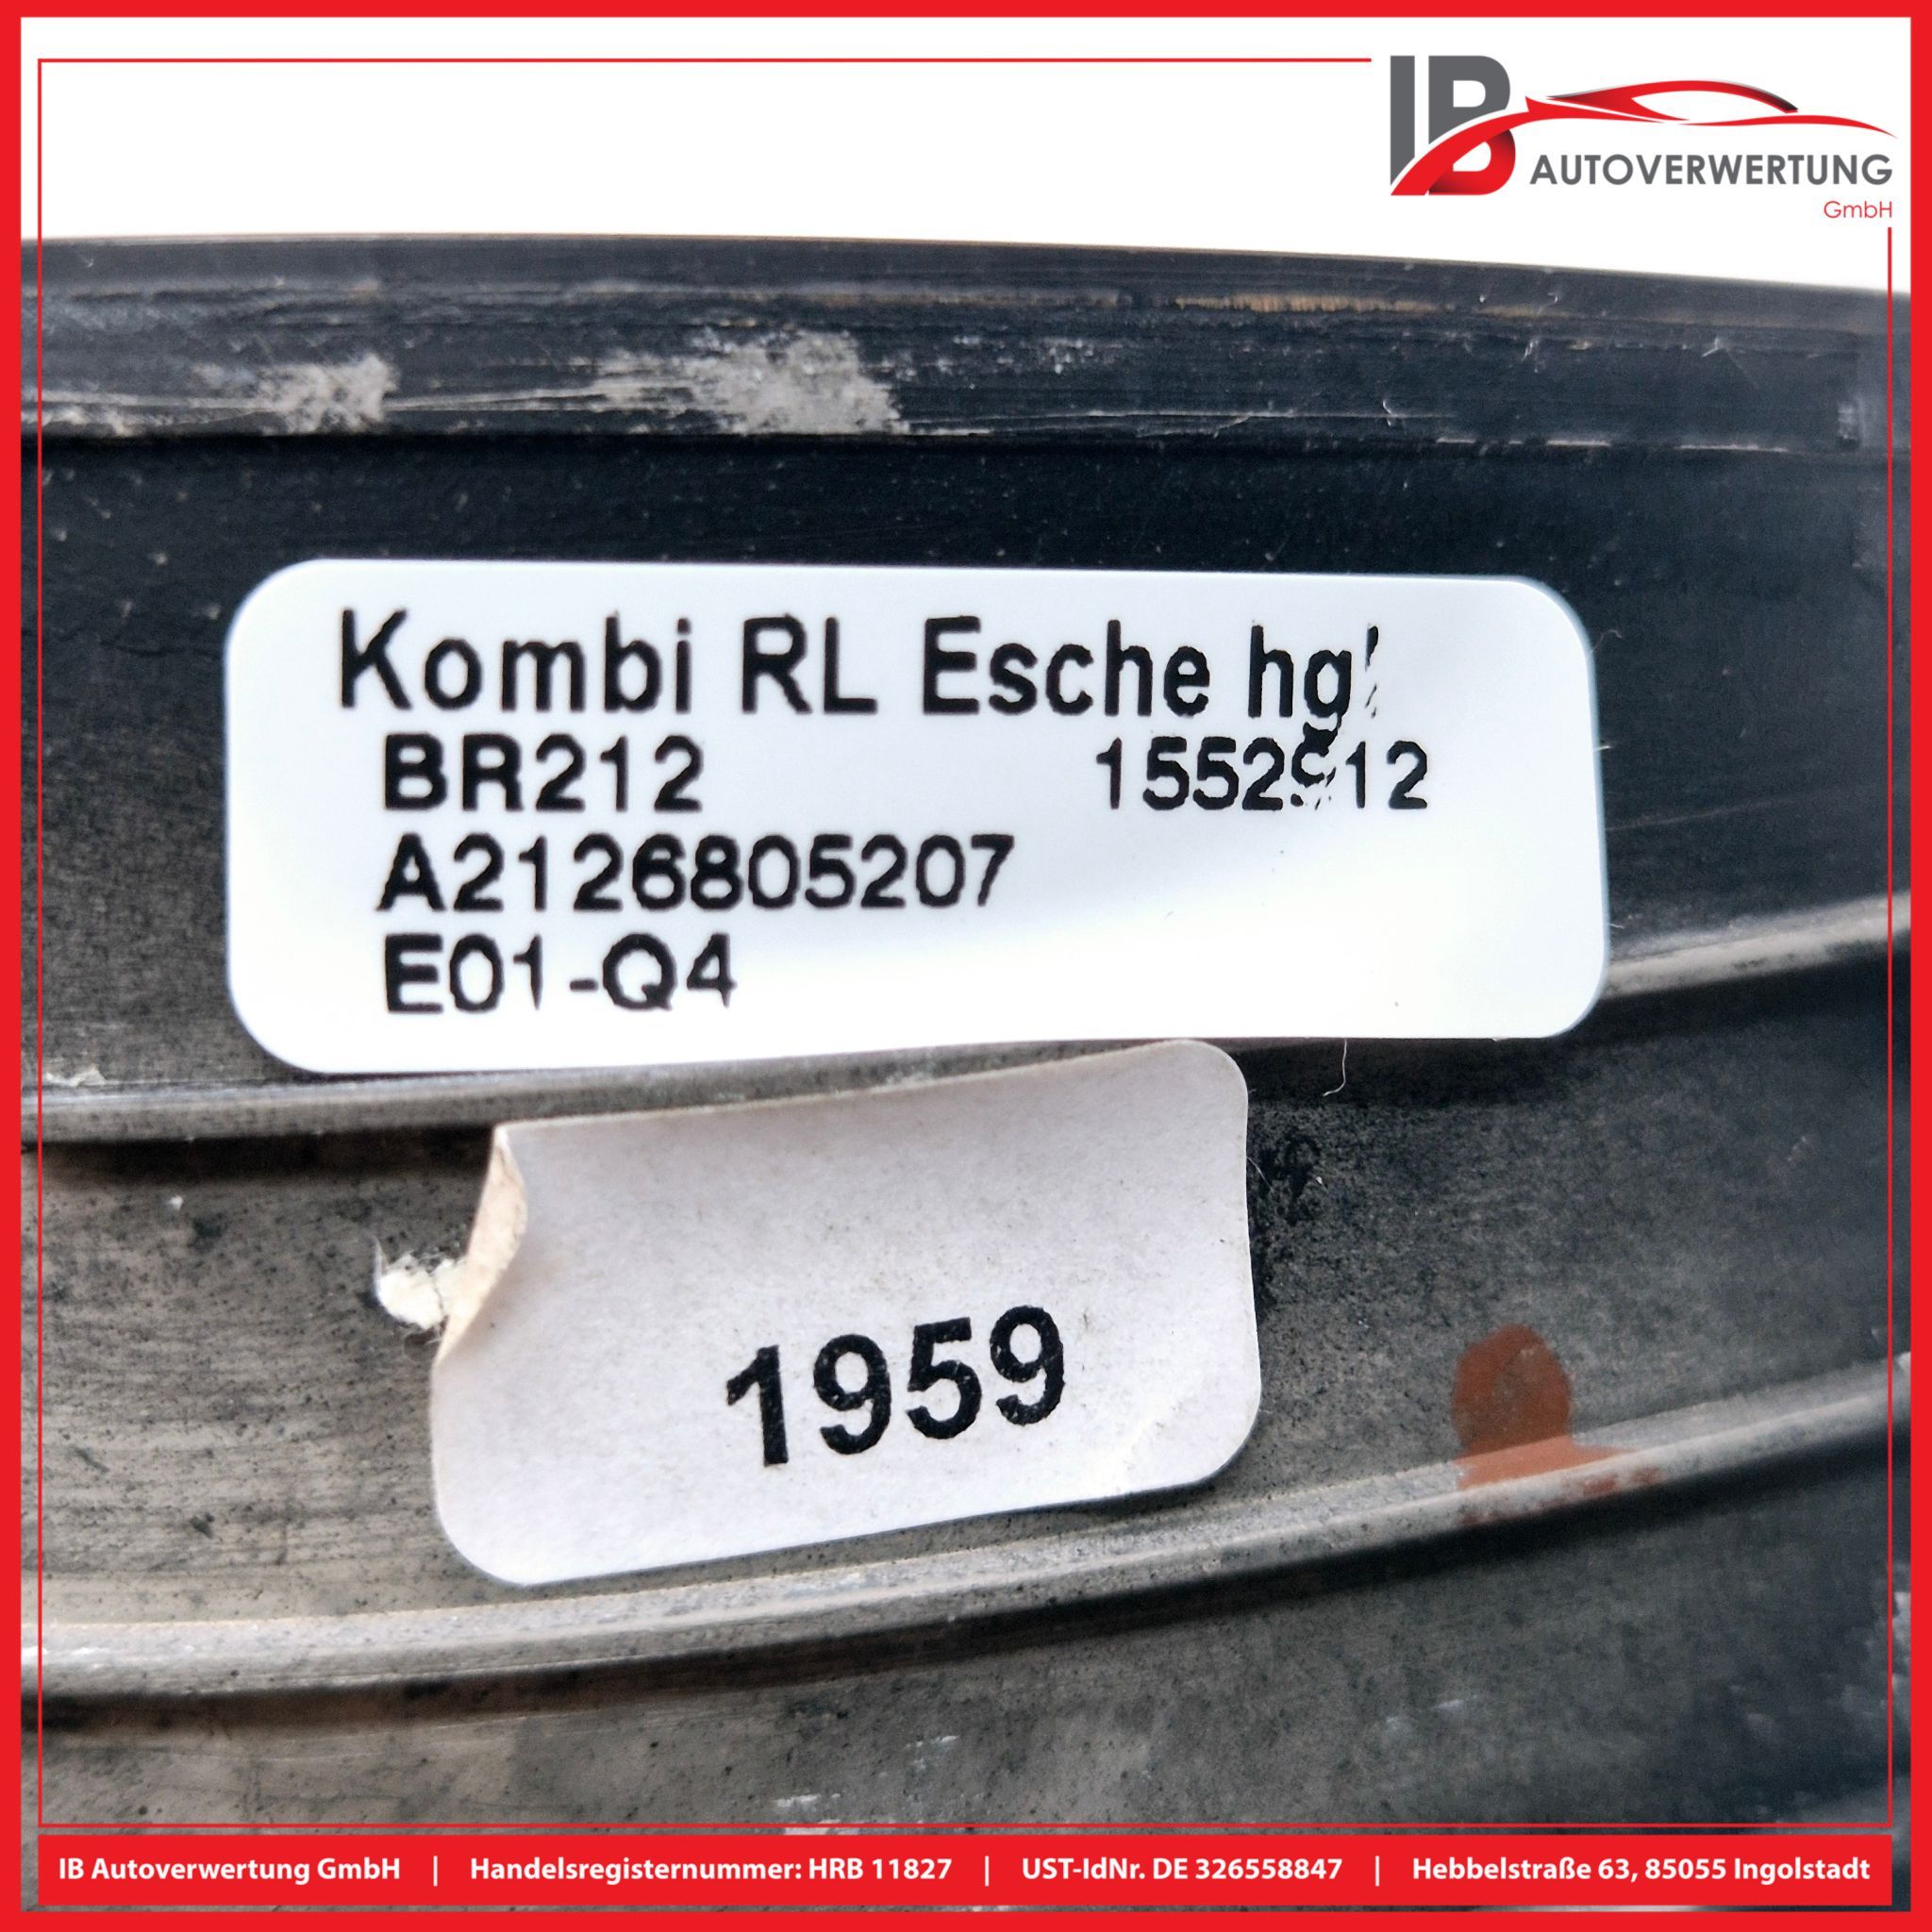 IB
AUTOVERWERTUNG
GmbH
Kombi RL Esche
BR212
A2126805207
E01-Q4
1959
IB Autoverwertung GmbH | Handelsregisternummer: HRB 11827 | UST-IdNr. DE 326558847 | Hebbelstraße 63, 85055 Ingolstadt